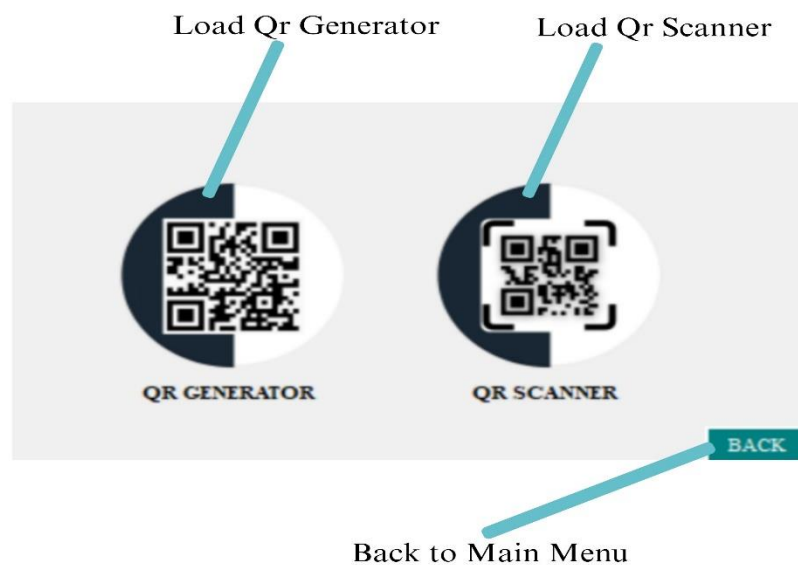 Load Qr Generator
Load Qr Scanner
QR GENERATOR
QR SCANNER
BACK
Back to Main Menu